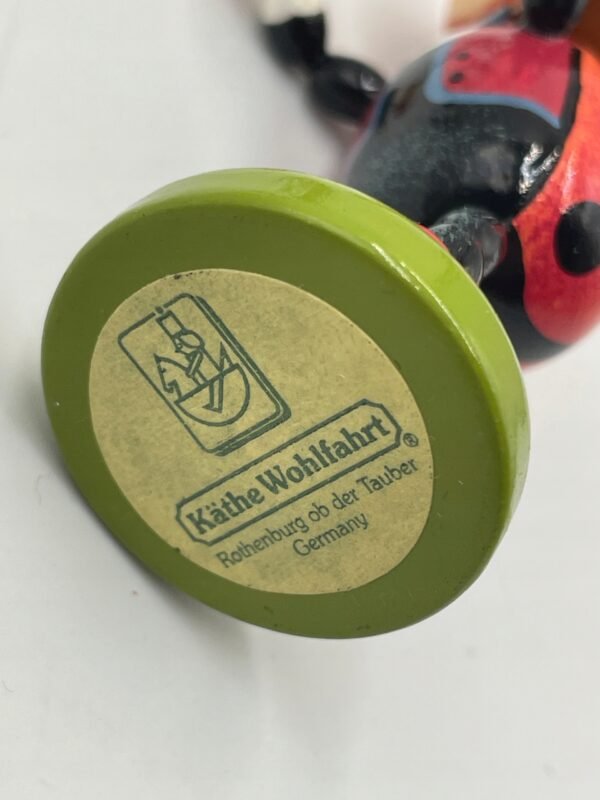 Käthe Wohlfahrt®
Rothenburg ob der Tauber
Germany